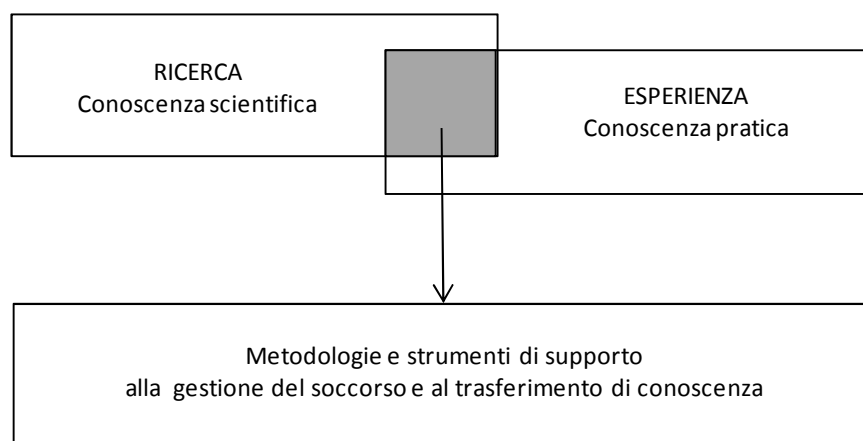 RICERCA
Conoscenza scientifica
ESPERIENZA
Conoscenza pratica
Metodologie e strumenti di supporto
alla gestione del soccorso e al trasferimento di conoscenza